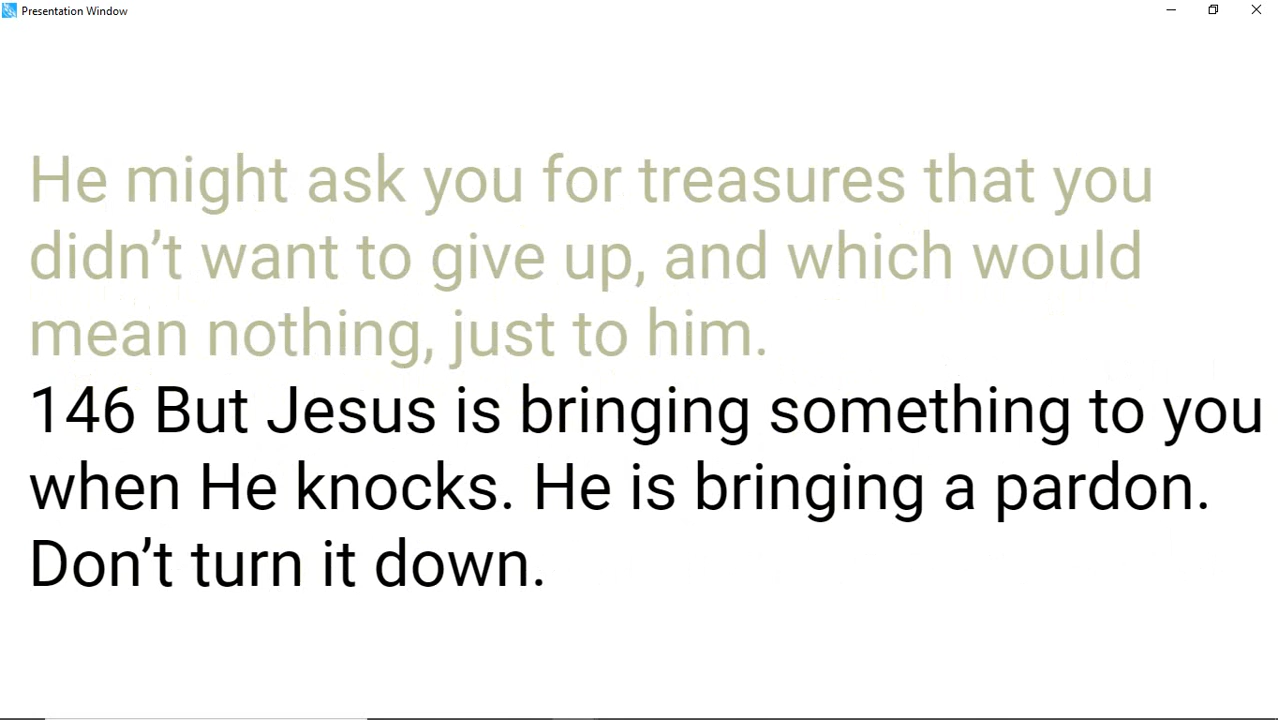 Presentation Window
He might ask you for treasures that you
didn’t want to give up, and which would
mean nothing, just to him.
146 But Jesus is bringing something to you
when He knocks. He is bringing a pardon.
Don’t turn it down.